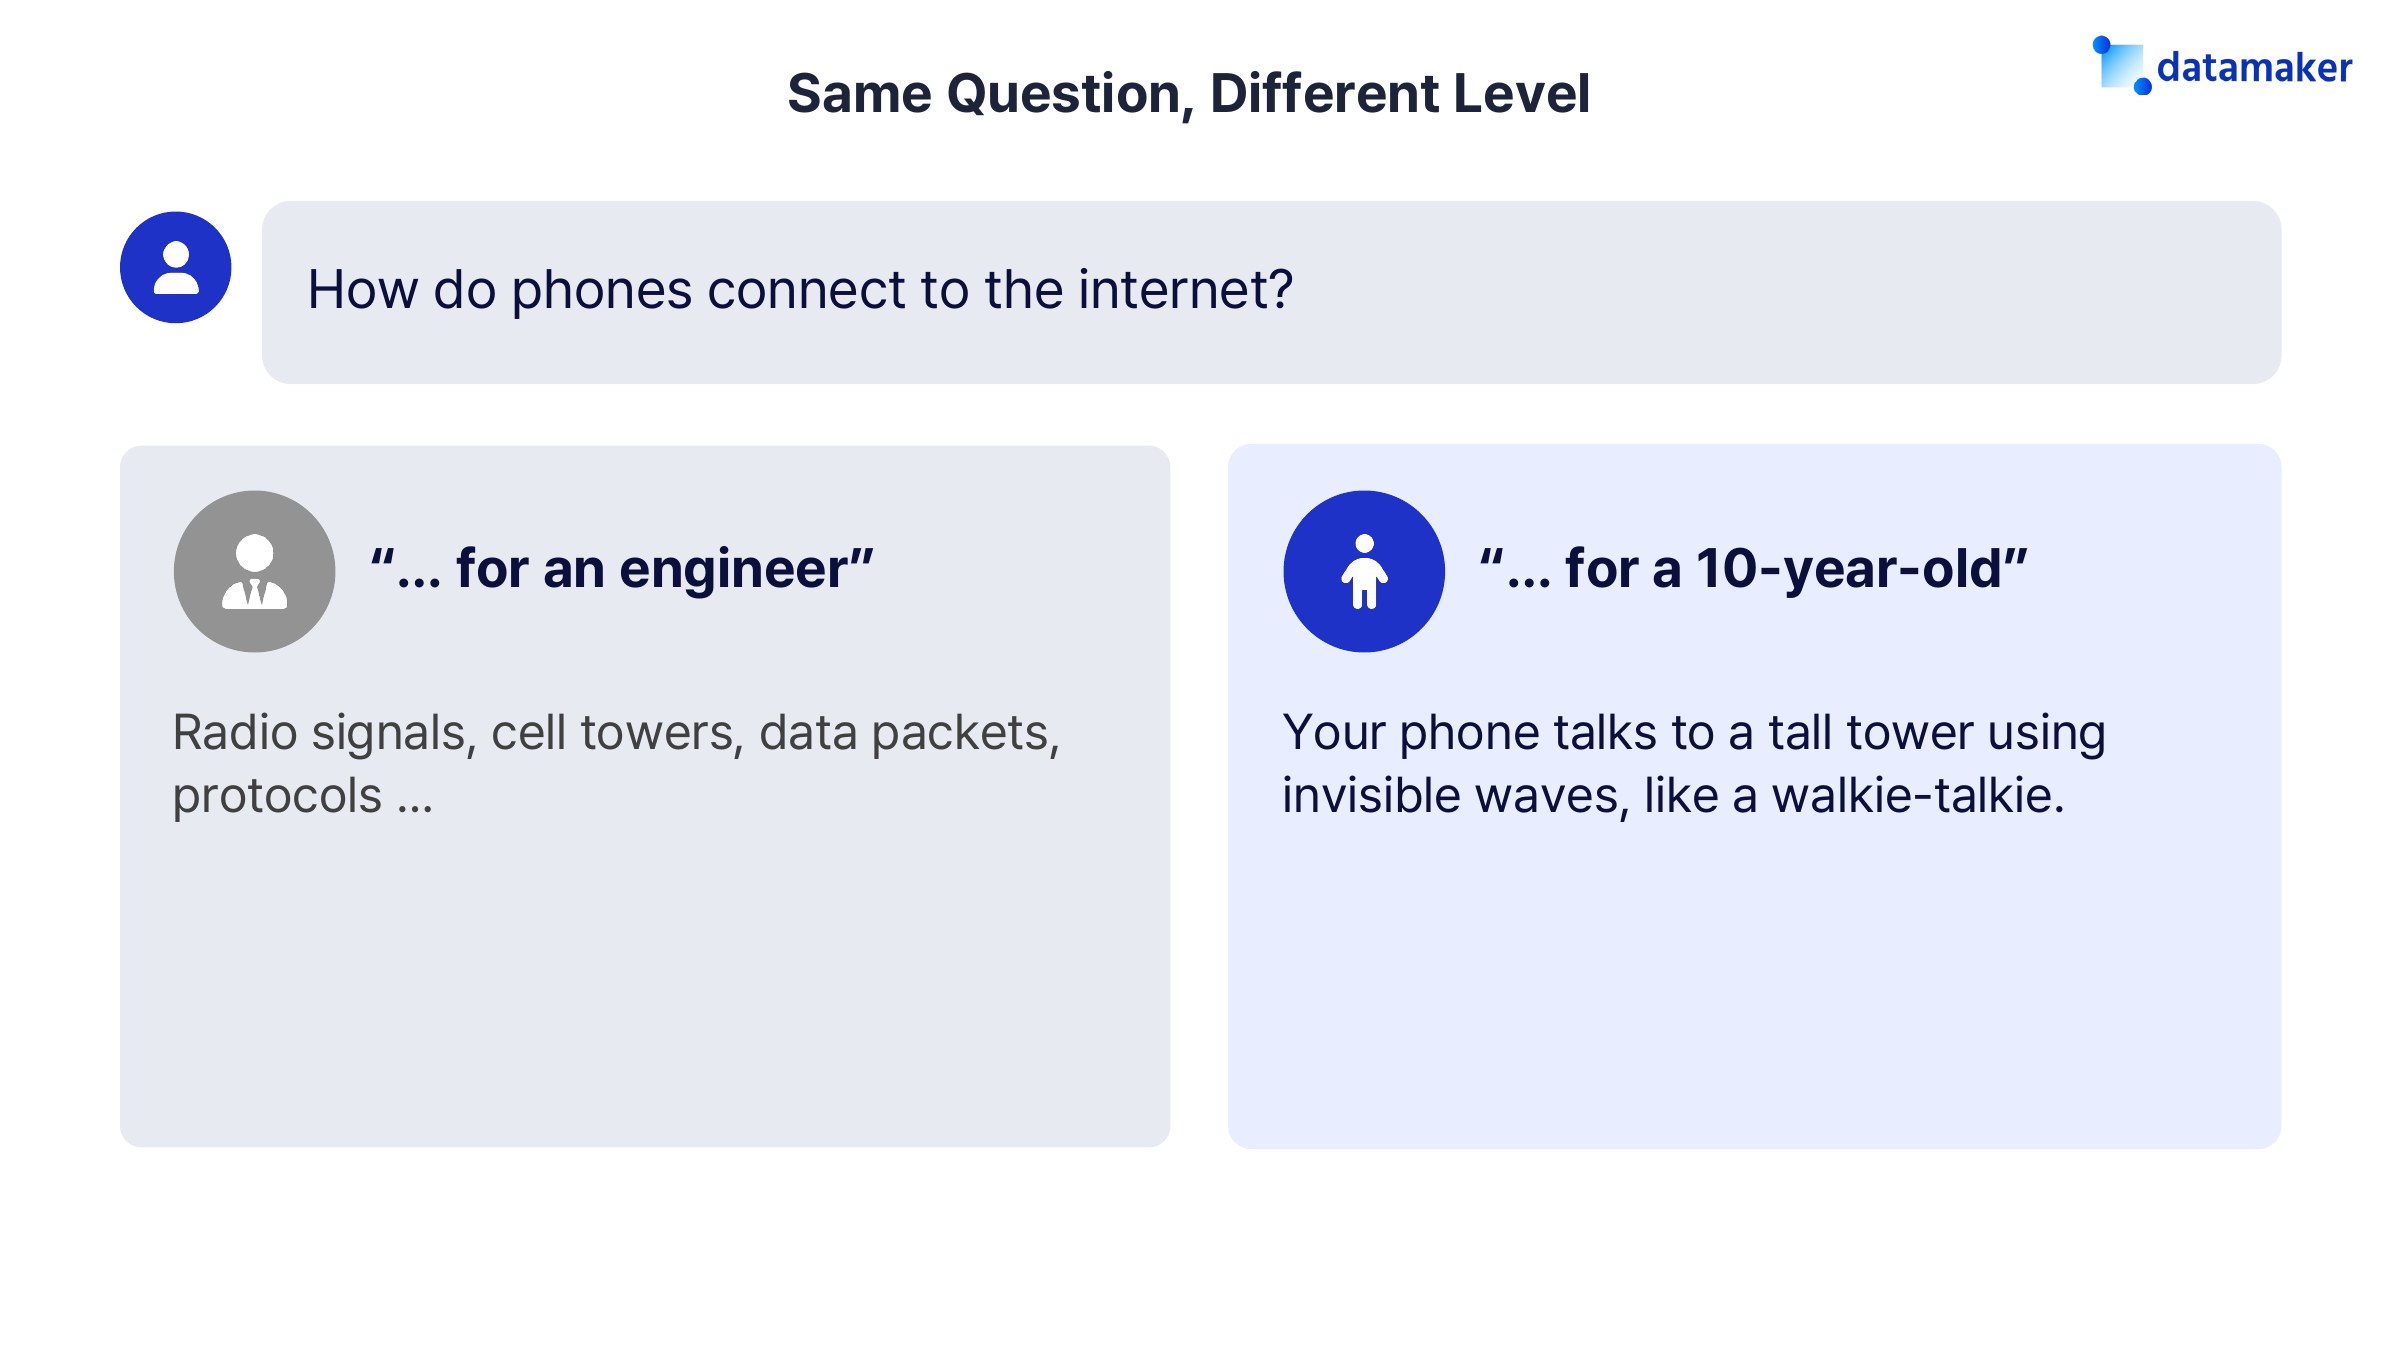 Same Question, Different Level
datamaker
How do phones connect to the internet?
“... for an engineer”
Radio signals, cell towers, data packets,
protocols ...
“... for a 10-year-old”
Your phone talks to a tall tower using
invisible waves, like a walkie-talkie.